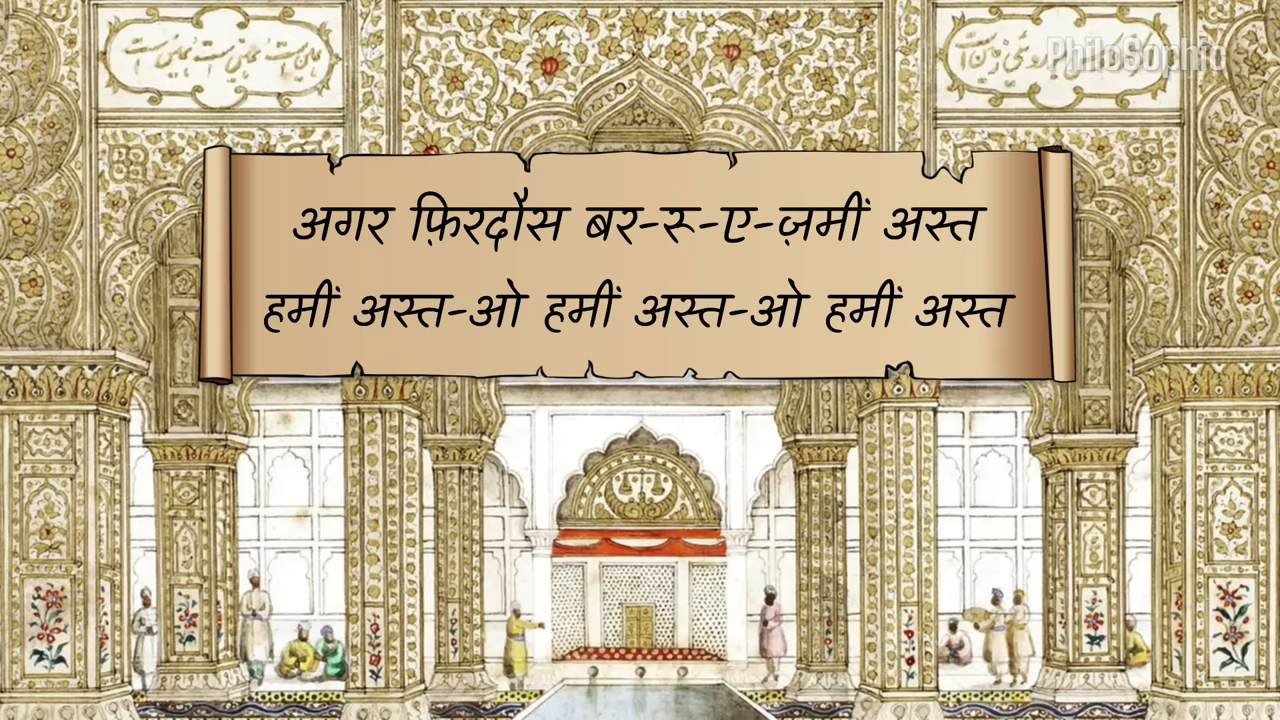 PhiloSophic
अगर फ़िरदौस बर-रू-ए-ज़मीं अस्त
हमीं अस्त-ओ हमीं अस्त-ओ हमीं अस्त